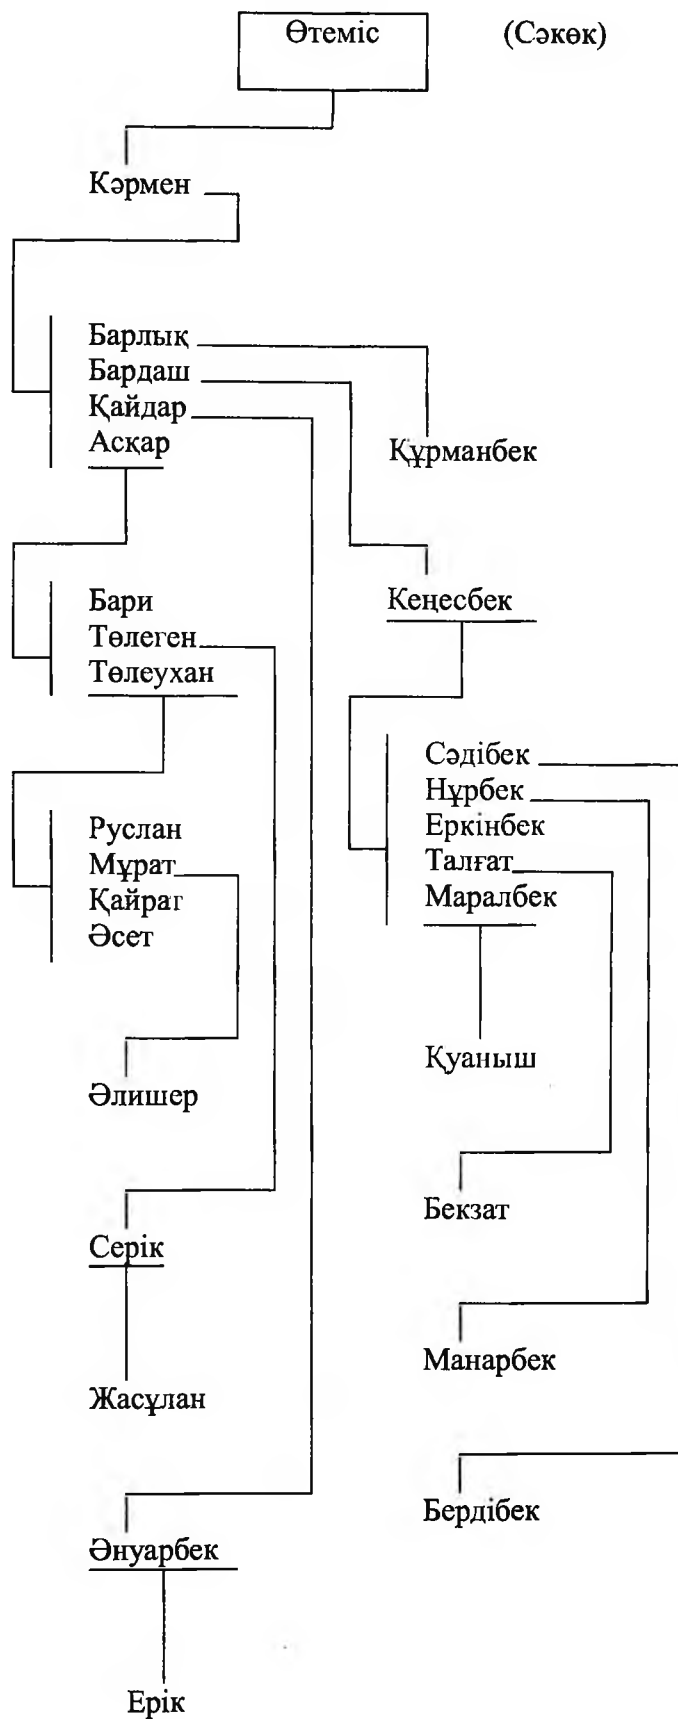 Өтеміс (Сәкөк)
Кәрмен
Барлық
Бардаш
Қайдар
Асқар
Құрманбек
Бари
Төлеген
Төлеухан
Кеңесбек
Сәдібек
Нұрбек
Еркінбек
Талғат
Маралбек
Руслан
Мұрат
Қайрат
Әсет
Қуаныш
Әлишер
Бекзат
Серік
Манарбек
Жасұлан
Бердібек
Әнуарбек
Ерік